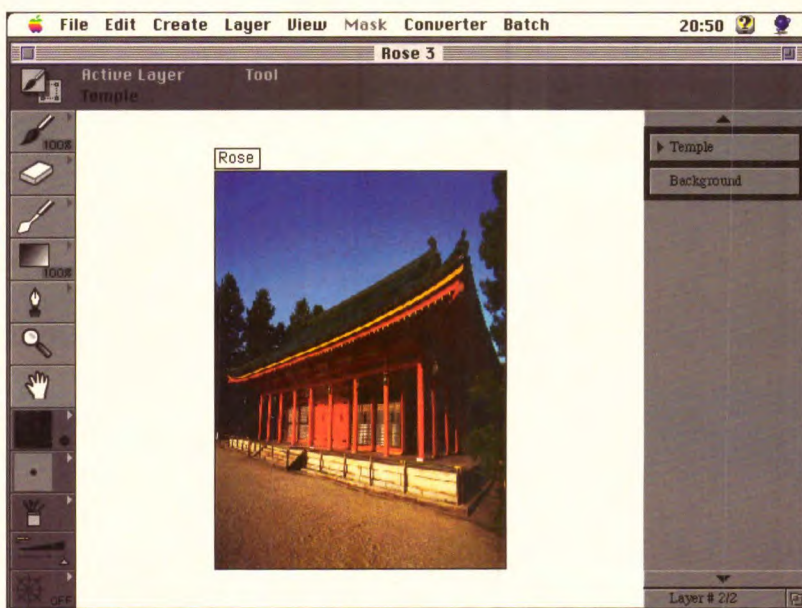 File Edit Create Layer View Mask Converter Batch 20:50
Rose 3
Active Layer Tool
Temple
100%
Rose
Temple
Background
100%
OFF
Layer # 2/2